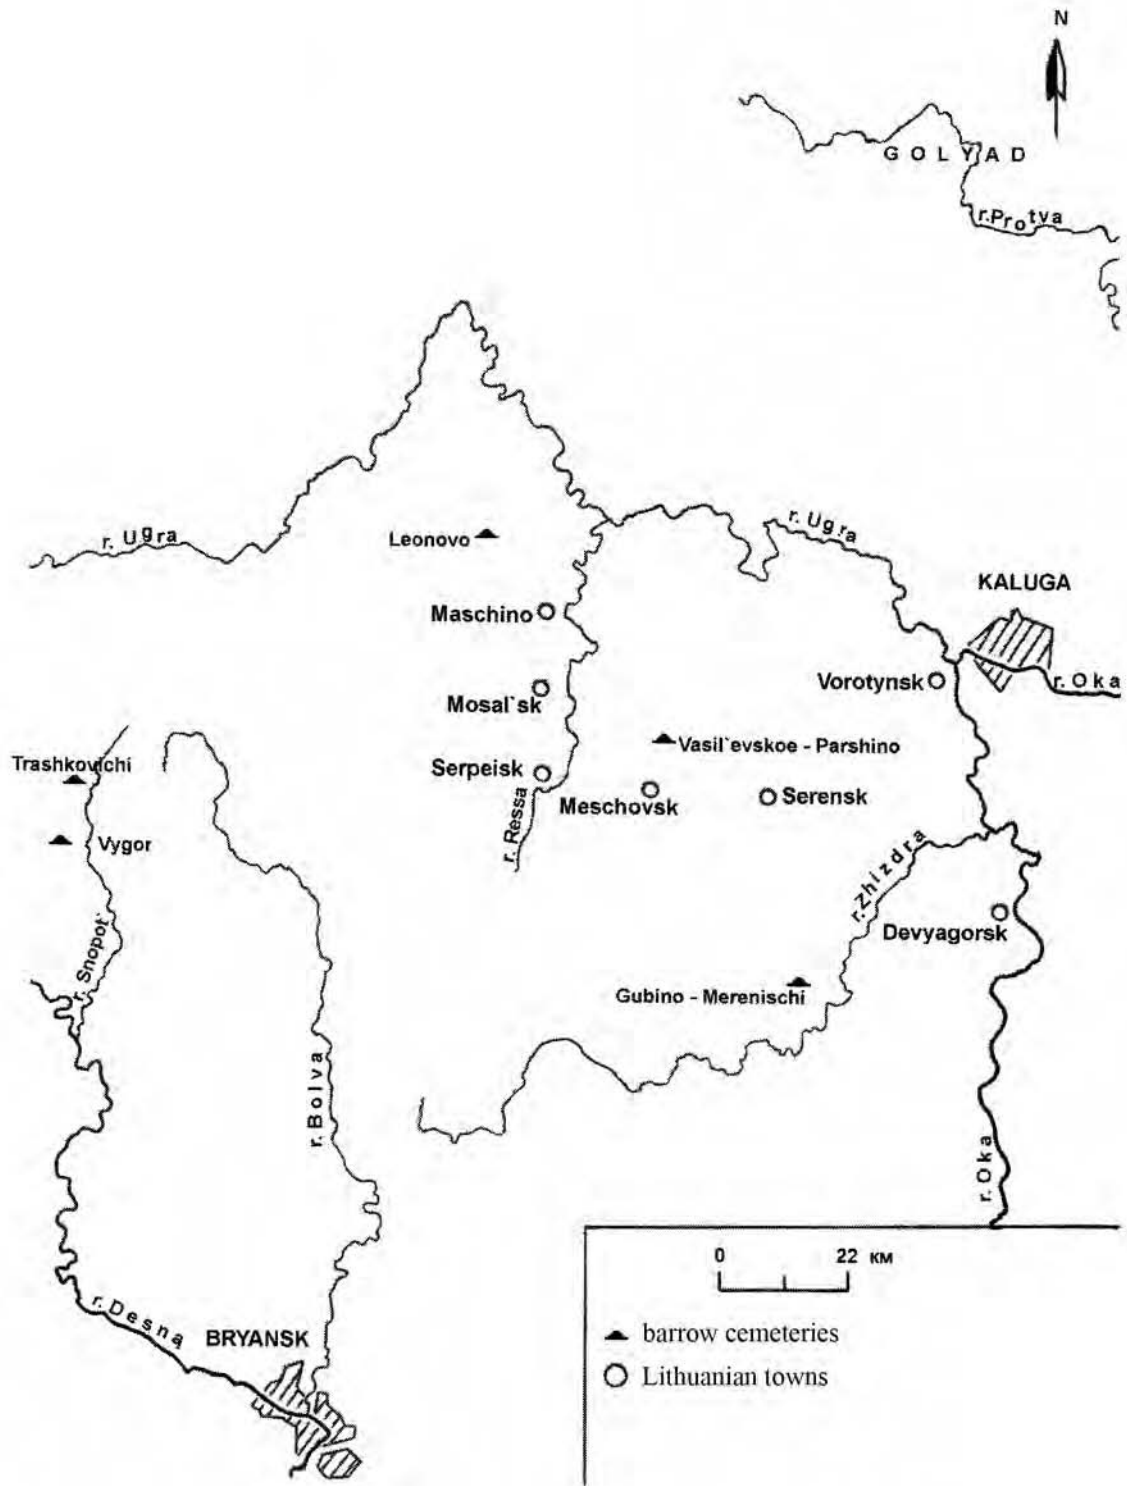 N
G O L Y A D
r.Protva
r. Ugra
r. Ugra
Leonovo
KALUGA
Maschino
r. Oka
Vorotynsk
Mosal`sk
Vasil`evskoe - Parshino
Trashkovichi
Serpeisk
Meschovsk
Serensk
r. Ressa
Vygor
r.Zhizdra
Devyagorsk
r. Snopot`
Gubino - Merenischi
r. Bolva
r. Oka
0 22 км
r. Desna
BRYANSK
barrow cemeteries
Lithuanian towns